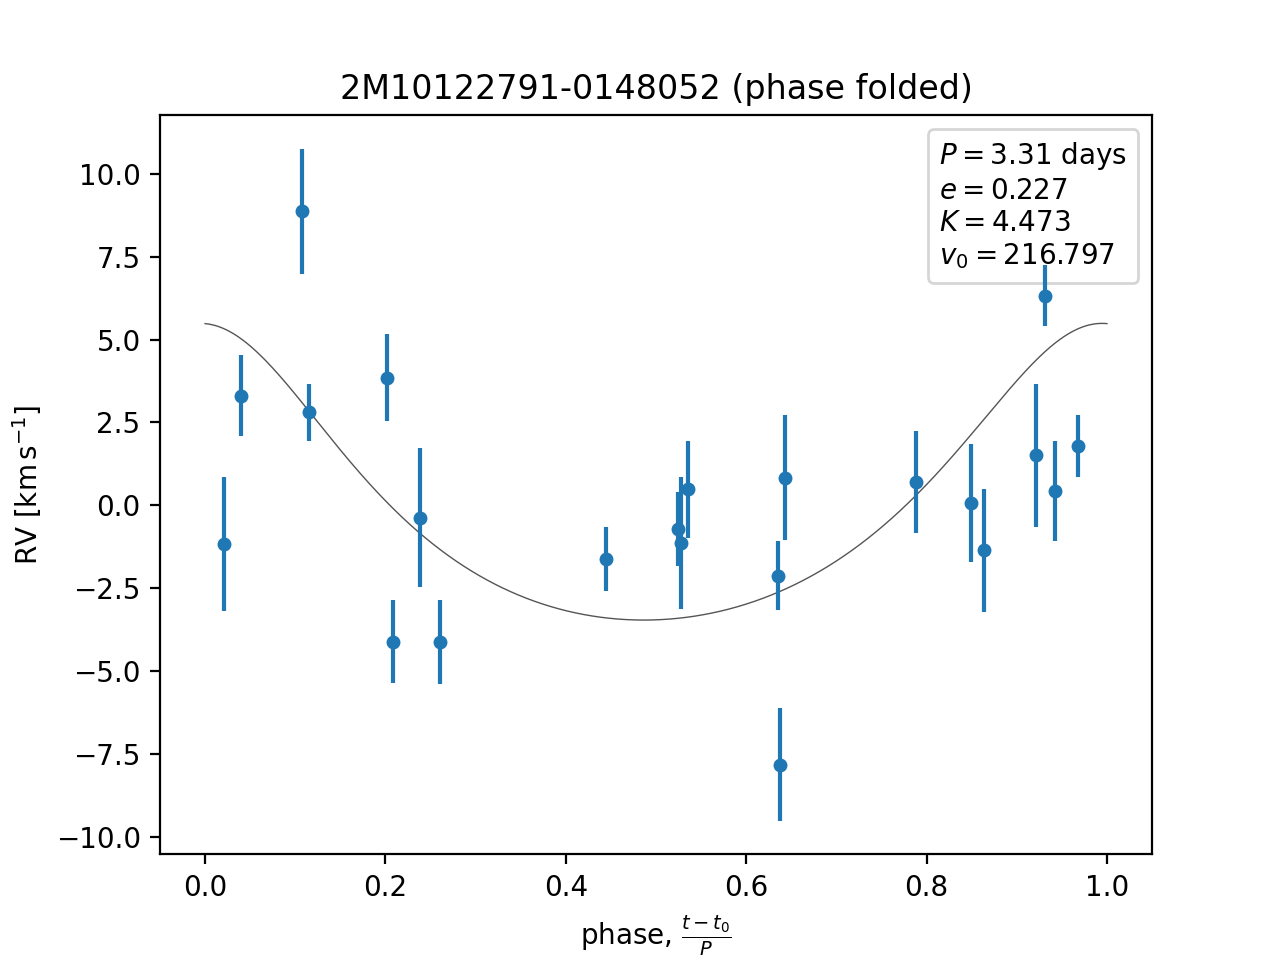 2M10122791-0148052 (phase folded)
P = 3.31 days
e = 0.227
K = 4.473
v₀ = 216.797
10.0
7.5
5.0
2.5
0.0
−2.5
−5.0
−7.5
−10.0
RV [km s⁻¹]
0.0 0.2 0.4 0.6 0.8 1.0
phase, (t − t₀)/P